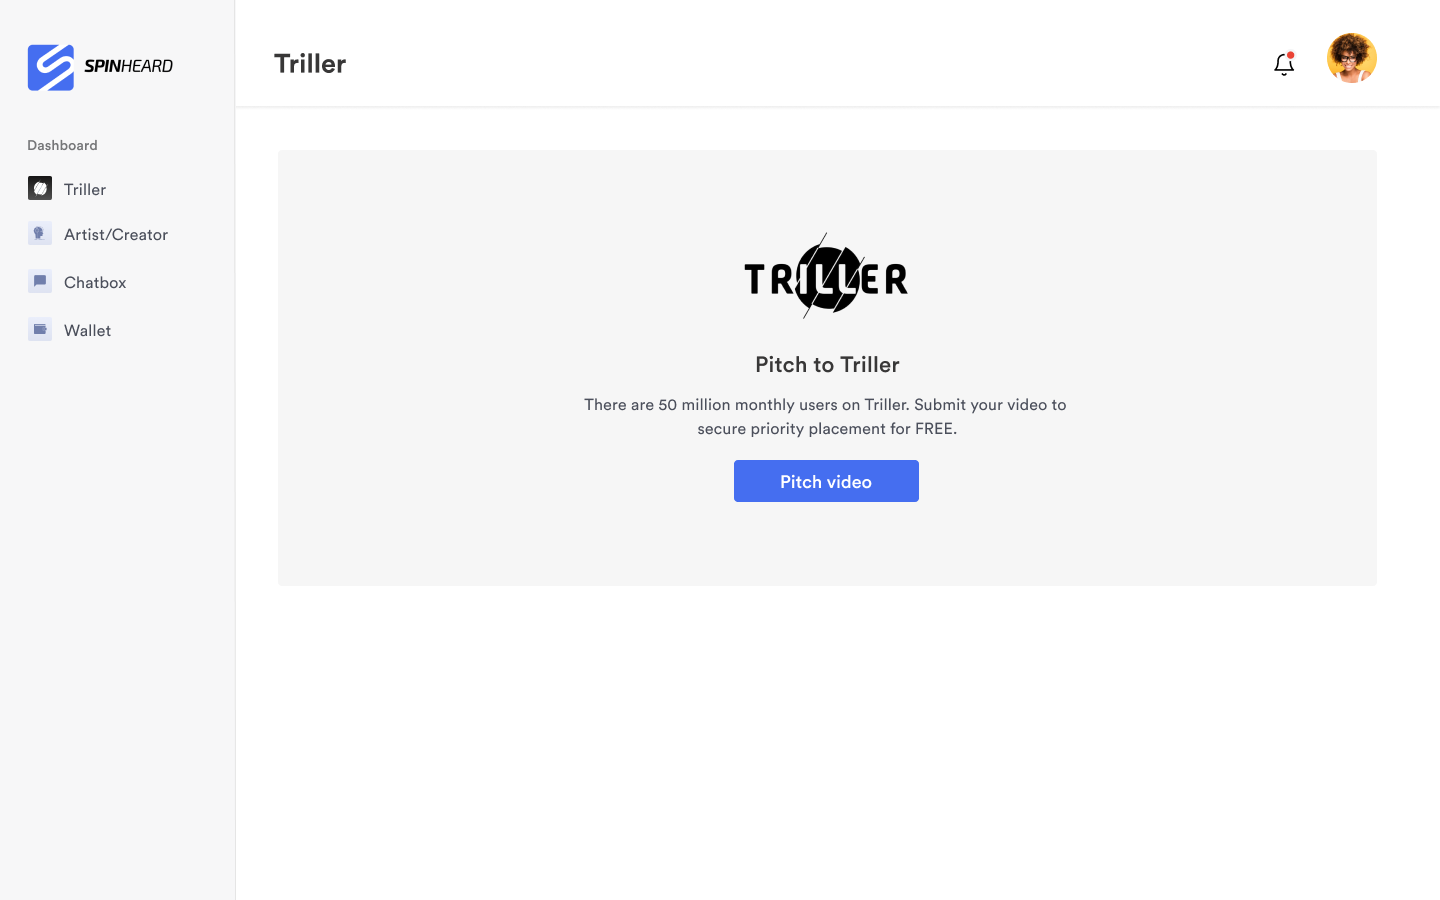 SPINHEARD
Triller
Dashboard
Triller
Artist/Creator
Chatbox
Wallet
TRILLER
Pitch to Triller
There are 50 million monthly users on Triller. Submit your video to
secure priority placement for FREE.
Pitch video